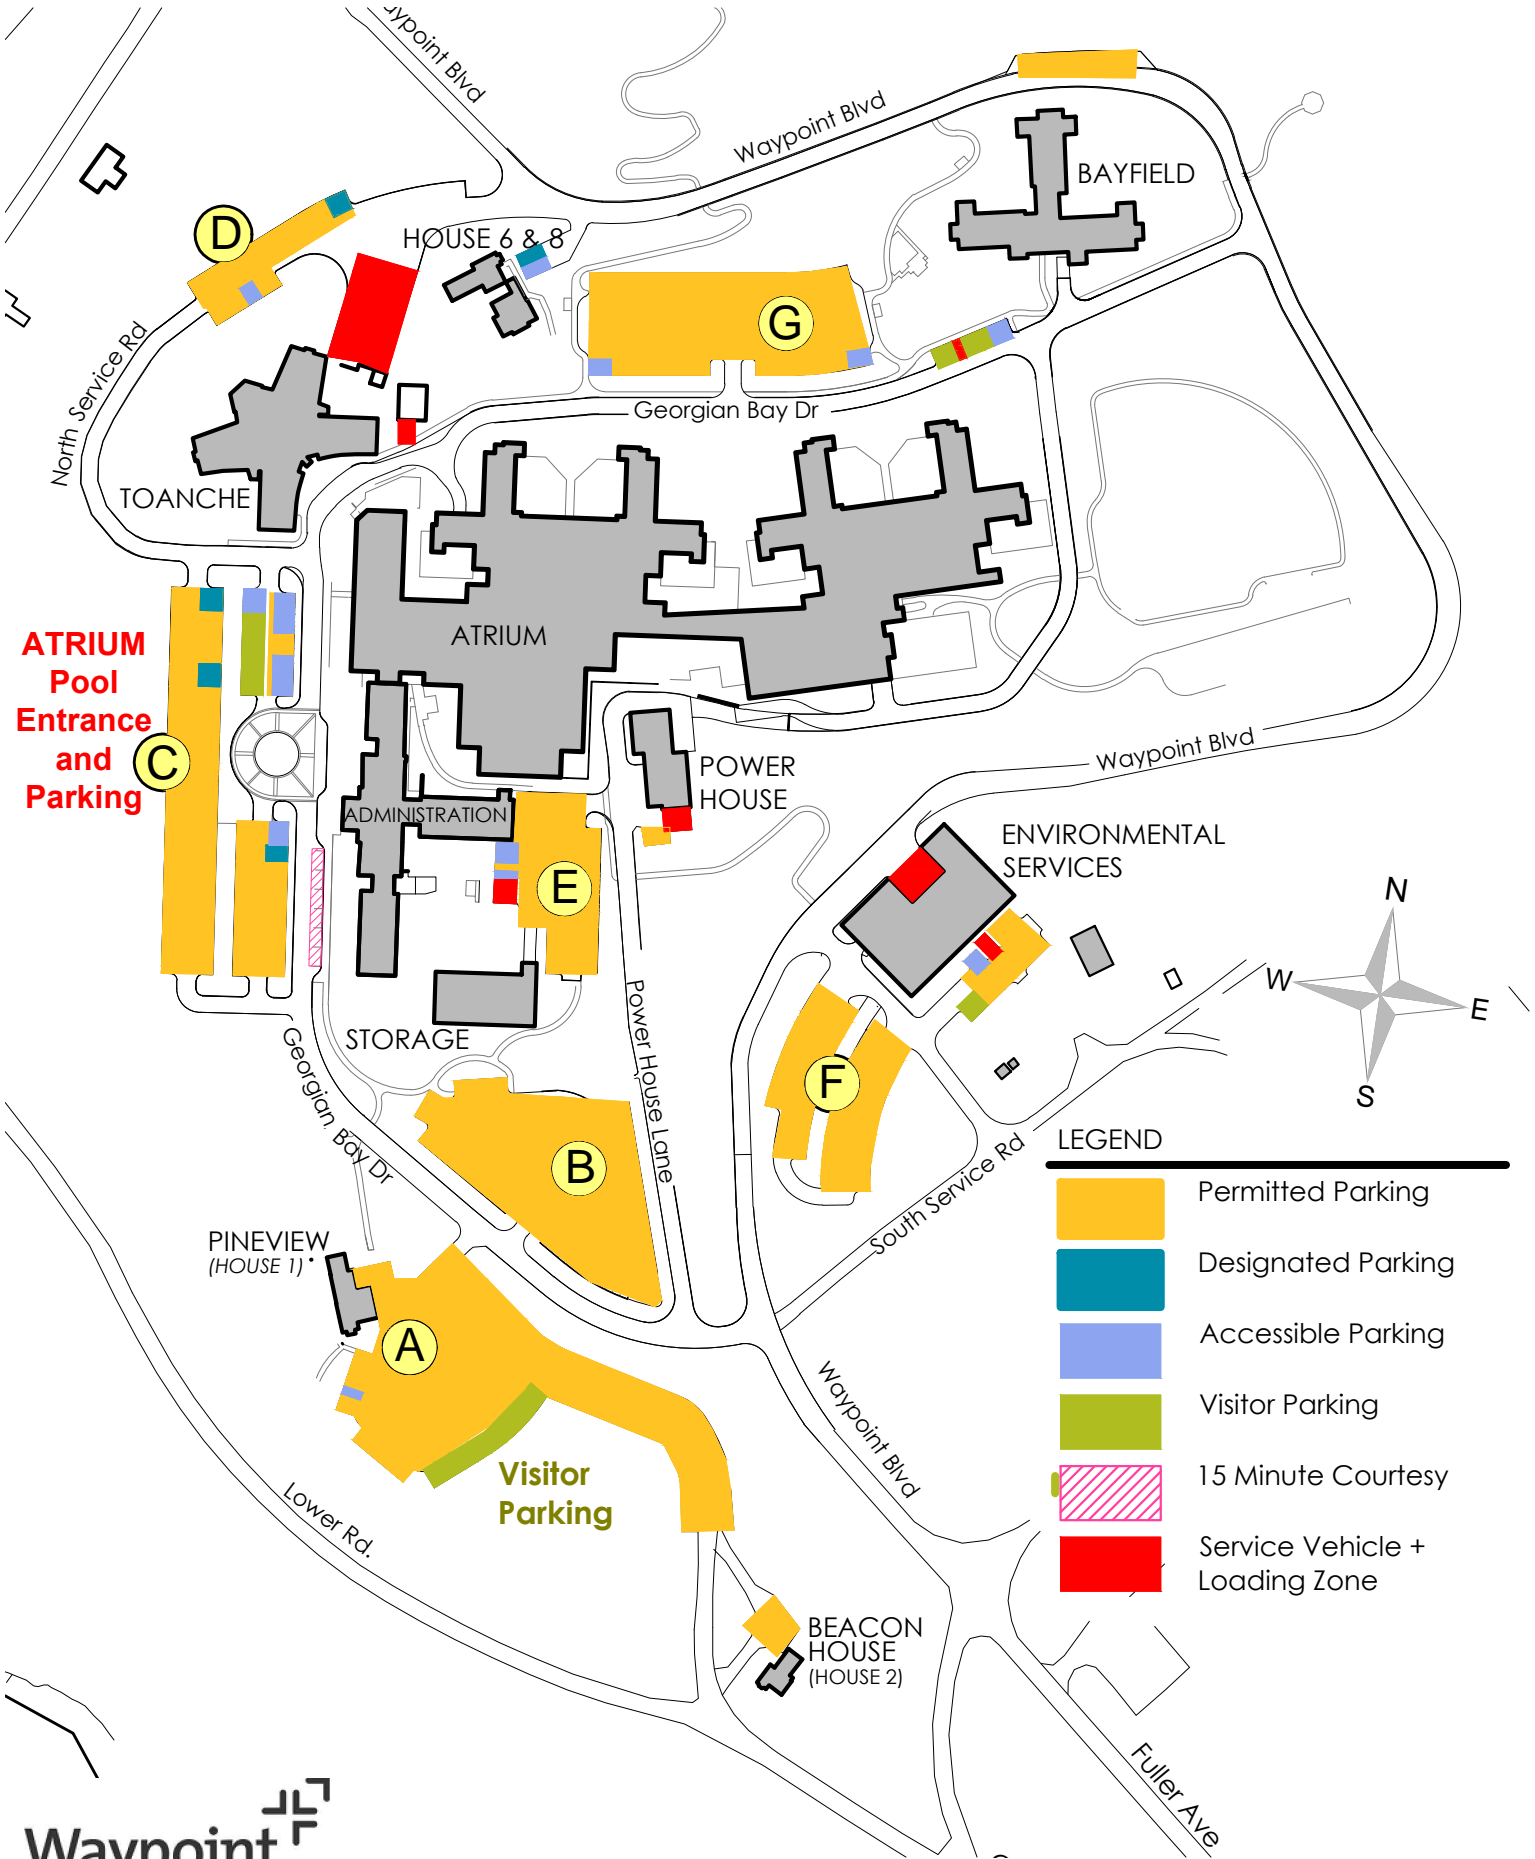 Waypoint Blvd
Waypoint Blvd
BAYFIELD
D
HOUSE 6 & 8
G
North Service Rd
Georgian Bay Dr
TOANCHE
ATRIUM
ATRIUM
Pool
Entrance
and
Parking
C
Waypoint Blvd
POWER
HOUSE
ADMINISTRATION
ENVIRONMENTAL
SERVICES
E
N
W
E
S
STORAGE
Power House Lane
Georgian Bay Dr
F
B
South Service Rd
LEGEND
Permitted Parking
Designated Parking
Accessible Parking
Visitor Parking
15 Minute Courtesy
Service Vehicle +
Loading Zone
PINEVIEW
(HOUSE 1)
A
Waypoint Blvd
Visitor
Parking
Lower Rd.
BEACON
HOUSE
(HOUSE 2)
Fuller Ave
Waypoint